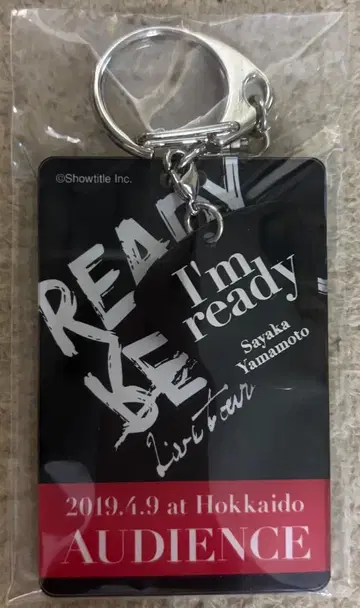 ©Showtitle Inc.
READY
BE
I'm
ready
Sayaka
Yamamoto
Live Tour
2019.4.9 at Hokkaido
AUDIENCE